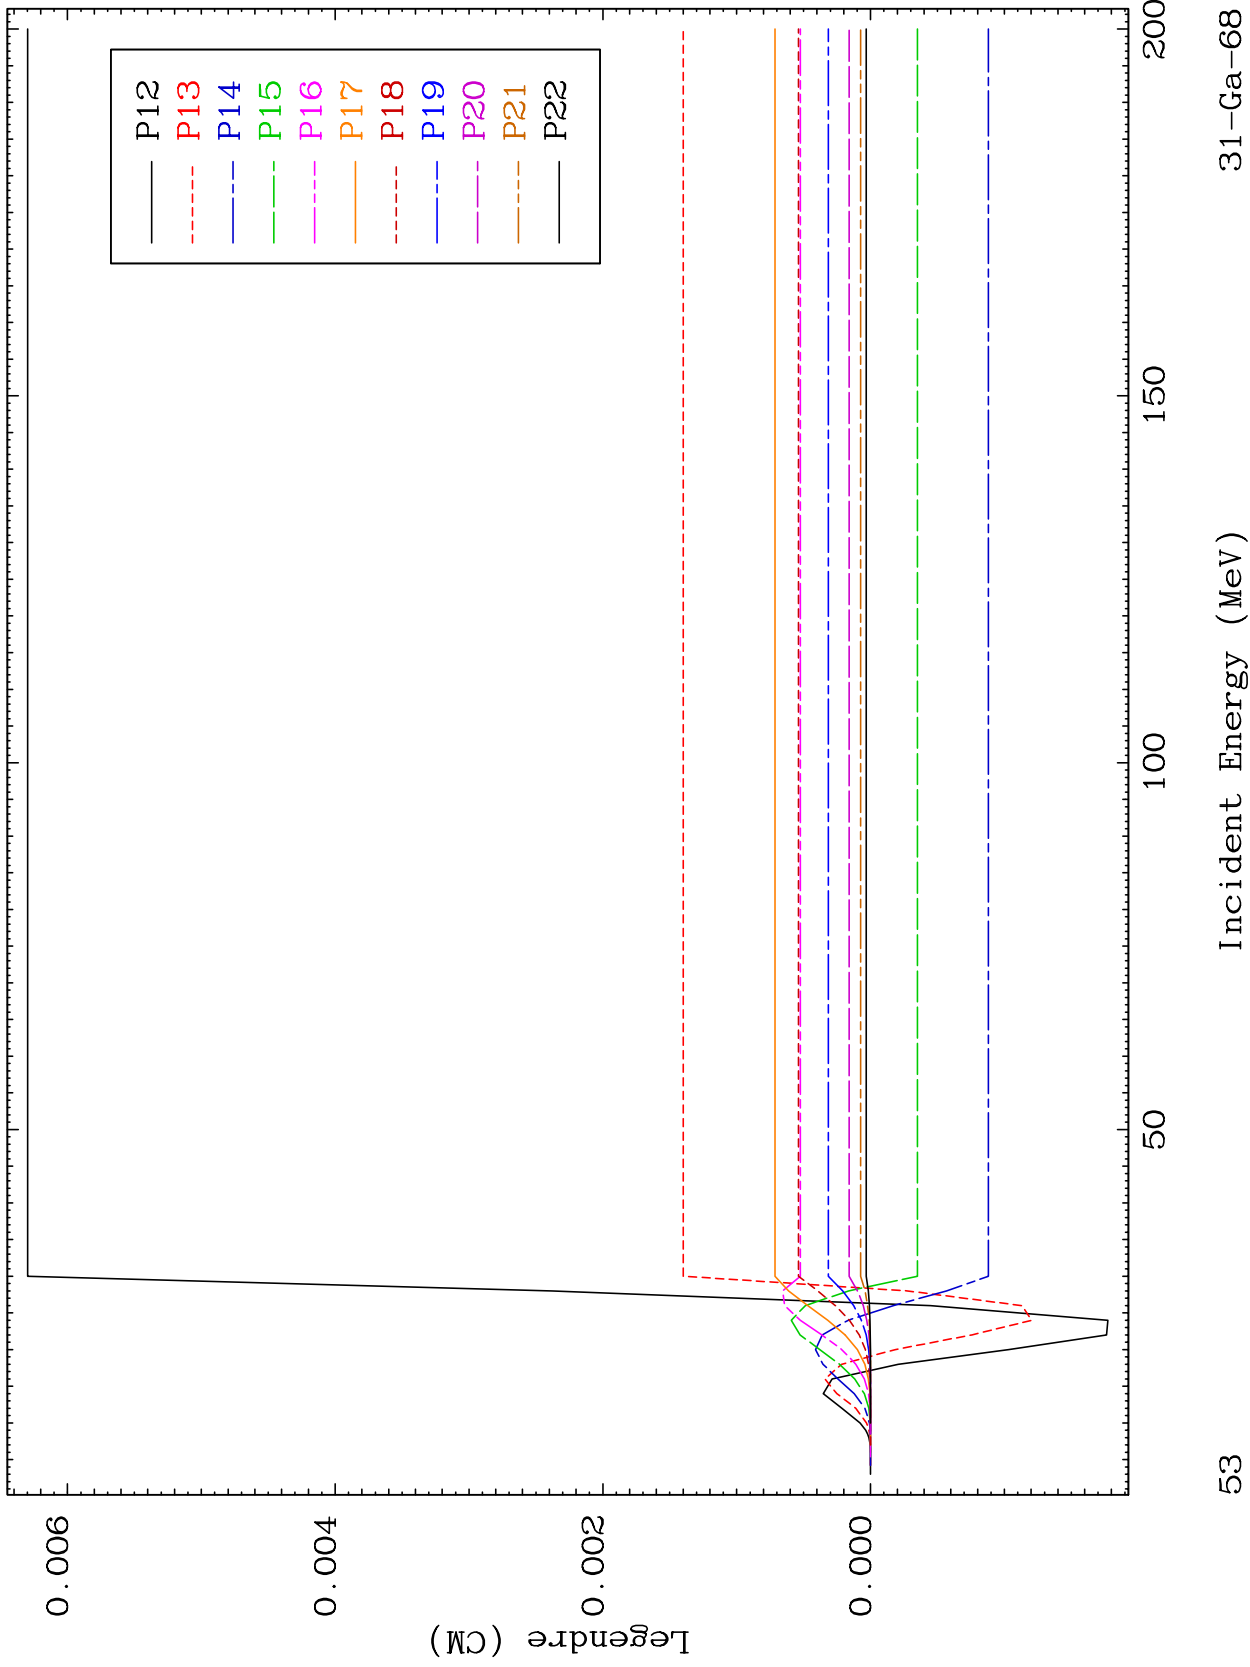 P12
P13
P14
P15
P16
P17
P18
P19
P20
P21
P22
0.006
0.004
0.002
0.000
Legendre (CM)
50
100
150
200
Incident Energy (MeV)
53
31-Ga-68